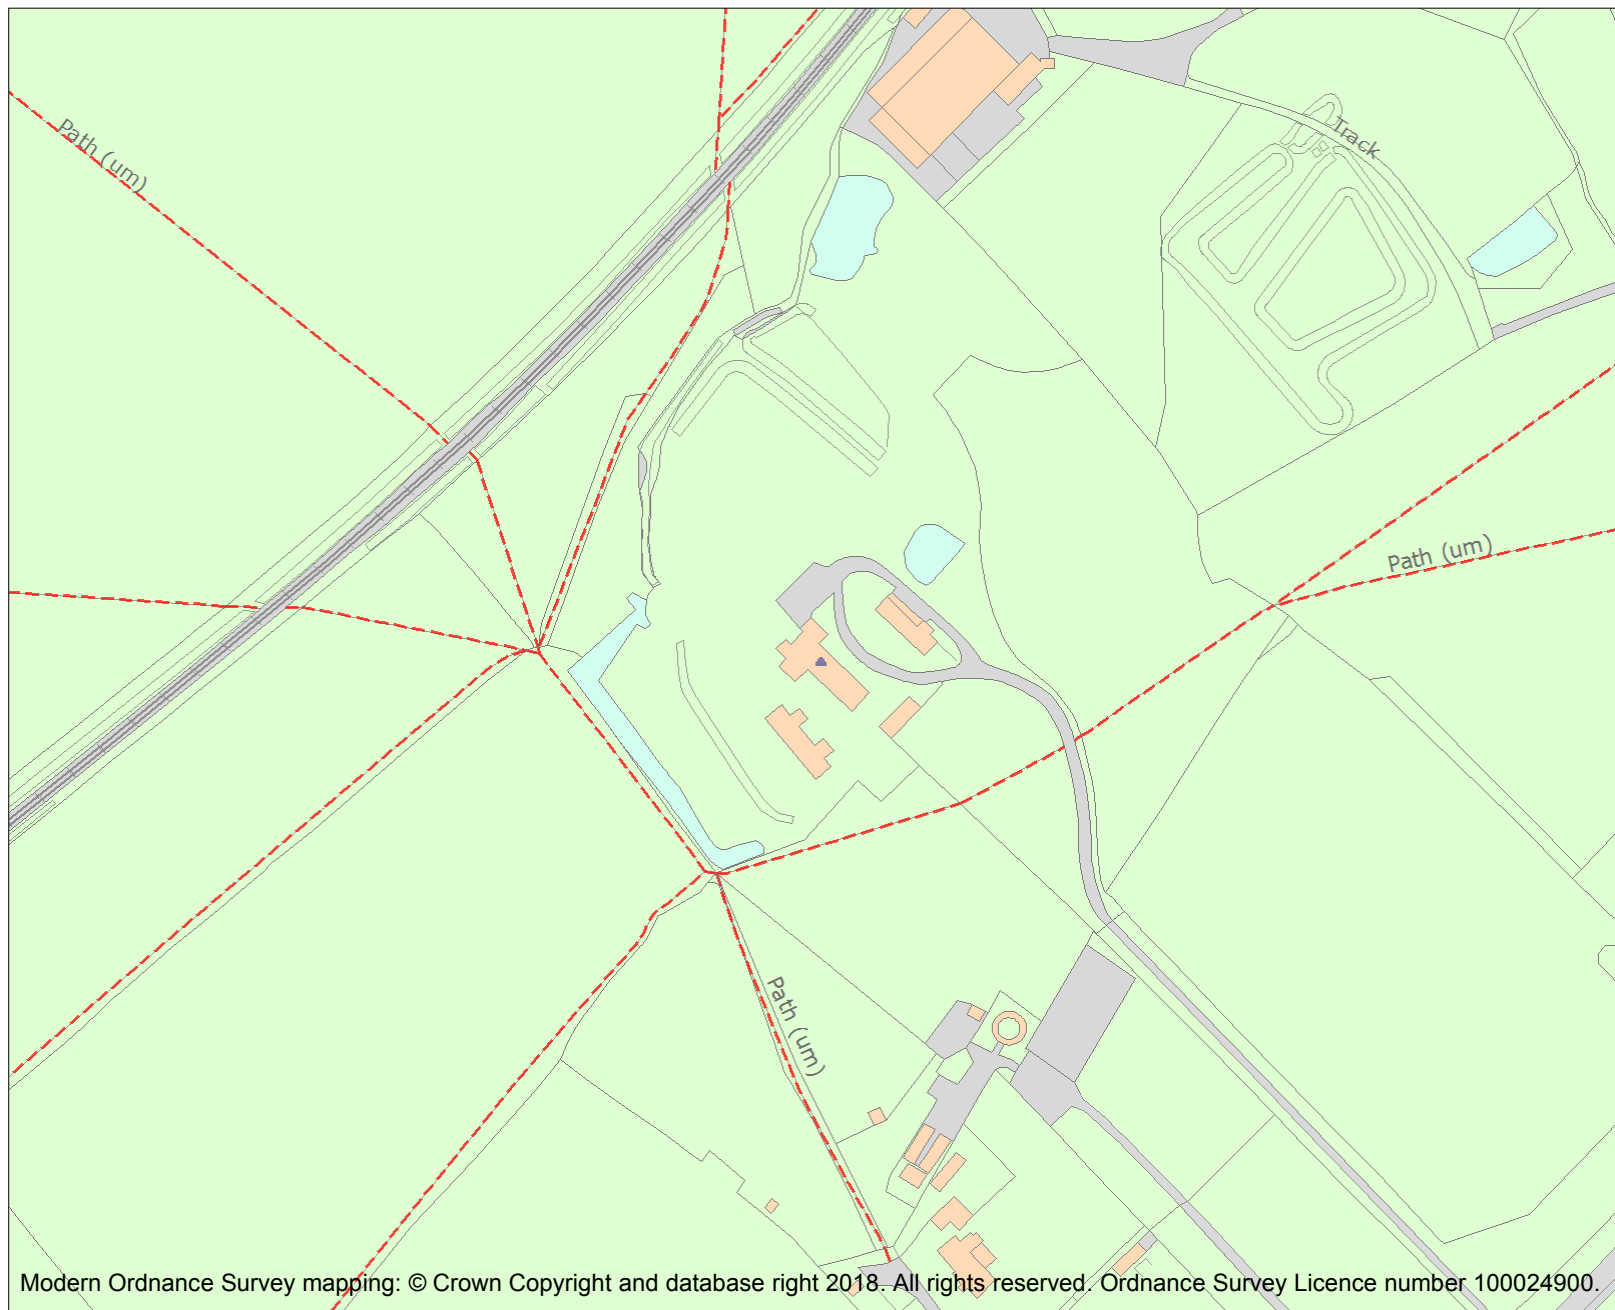 Path (um)
Track
Path (um)
Path (um)
Modern Ordnance Survey mapping: © Crown Copyright and database right 2018. All rights reserved. Ordnance Survey Licence number 100024900.